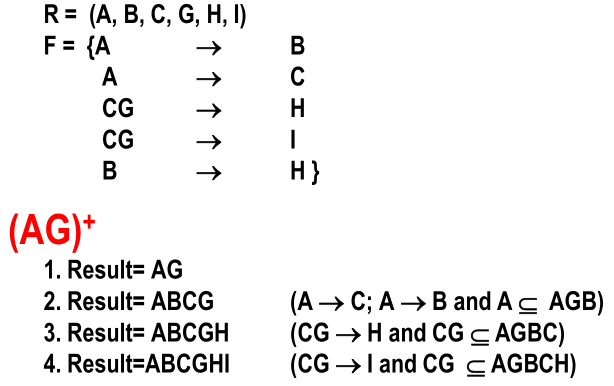 R = (A, B, C, G, H, I)
F = {A → B
A → C
CG → H
CG → I
B → H }
(AG)⁺
1. Result= AG
2. Result= ABCG (A → C; A → B and A ⊆ AGB)
3. Result= ABCGH (CG → H and CG ⊆ AGBC)
4. Result=ABCGHI (CG → I and CG ⊆ AGBCH)